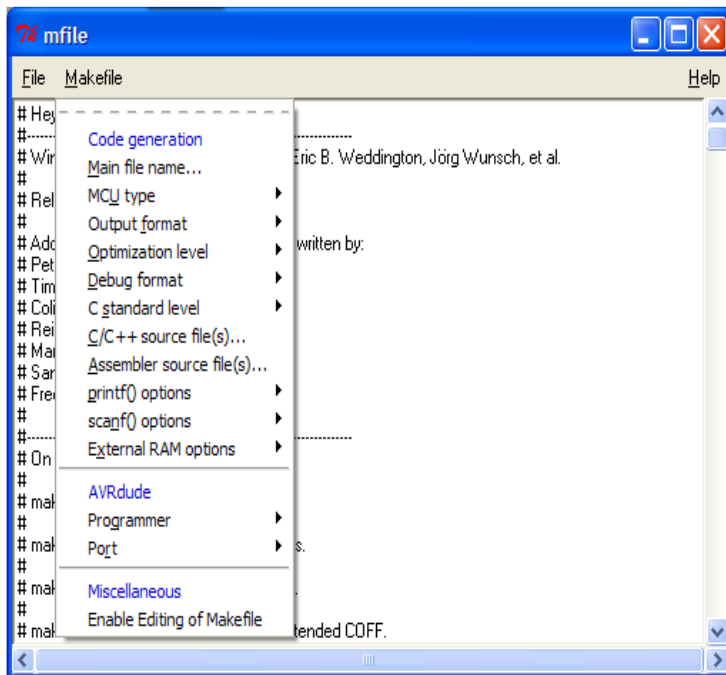 Tk mfile
File Makefile Help
# Hey
#----------------------------------------------------------------
Code generation
# Wir Eric B. Weddington, Jörg Wunsch, et al.
Main file name...
#
MCU type
# Rel
Output format
#
# Add written by:
Optimization level
# Pet
Debug format
# Tim
# Coli
C standard level
# Rei
C/C++ source file(s)...
# Mar
Assembler source file(s)...
# Sar
# Fred
printf() options
#
scanf() options
#----------------------------------------------------------------
External RAM options
# On
#
AVRdude
# mak
#
Programmer
# mak s.
Port
#
# mak .
Miscellaneous
#
Enable Editing of Makefile
# mak tended COFF.